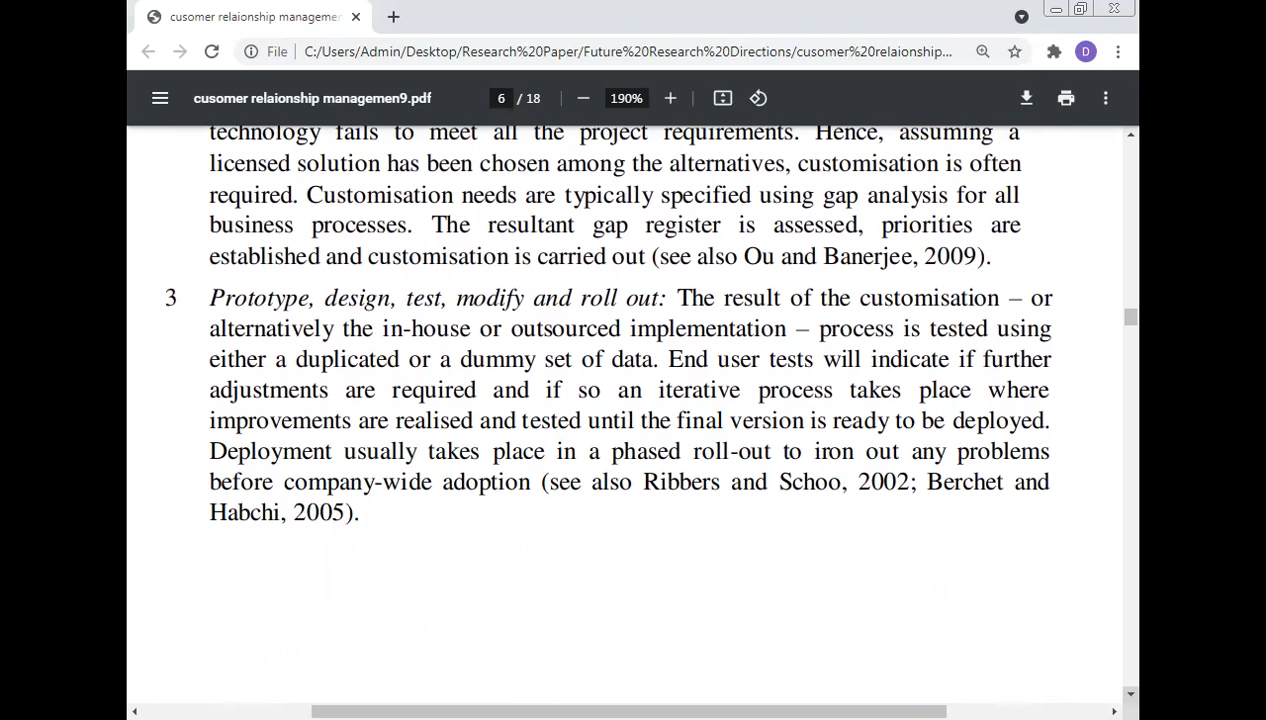 cusomer relaionship managemer
File C:/Users/Admin/Desktop/Research%20Paper/Future%20Research%20Directions/cusomer%20relaionship...
D
cusomer relaionship managemen9.pdf 6 / 18 190%
technology fails to meet all the project requirements. Hence, assuming a
licensed solution has been chosen among the alternatives, customisation is often
required. Customisation needs are typically specified using gap analysis for all
business processes. The resultant gap register is assessed, priorities are
established and customisation is carried out (see also Ou and Banerjee, 2009).
3 Prototype, design, test, modify and roll out: The result of the customisation – or
alternatively the in-house or outsourced implementation – process is tested using
either a duplicated or a dummy set of data. End user tests will indicate if further
adjustments are required and if so an iterative process takes place where
improvements are realised and tested until the final version is ready to be deployed.
Deployment usually takes place in a phased roll-out to iron out any problems
before company-wide adoption (see also Ribbers and Schoo, 2002; Berchet and
Habchi, 2005).